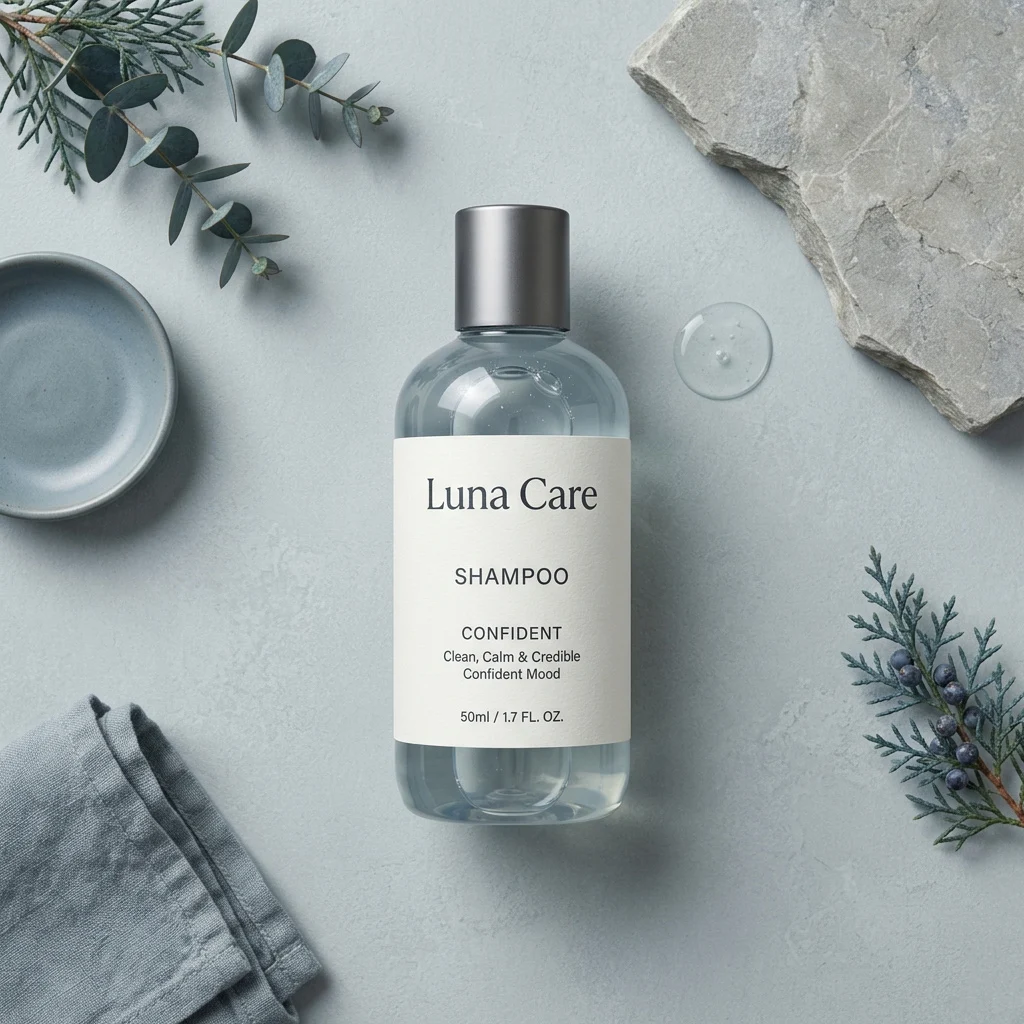 Luna Care
SHAMPOO
CONFIDENT
Clean, Calm & Credible
Confident Mood
50ml / 1.7 FL. OZ.